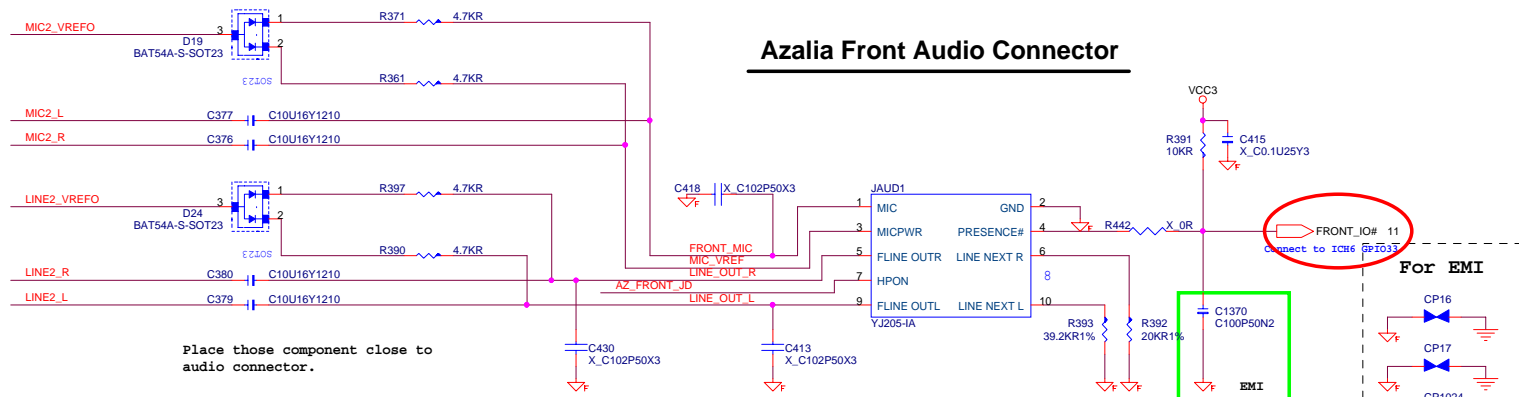 Azalia Front Audio Connector
MIC2_VREFO
3
D19
BAT54A-S-SOT23
SOT23
1
2
R371 4.7KR
R361 4.7KR
MIC2_L
C377 C10U16Y1210
MIC2_R
C376 C10U16Y1210
LINE2_VREFO
3
D24
BAT54A-S-SOT23
SOT23
1
2
R397 4.7KR
R390 4.7KR
LINE2_R
C380 C10U16Y1210
LINE2_L
C379 C10U16Y1210
Place those component close to
audio connector.
C418 X_C102P50X3
F
FRONT_MIC
MIC_VREF
LINE_OUT_R
AZ_FRONT_JD
LINE_OUT_L
C430
X_C102P50X3
F
C413
X_C102P50X3
F
JAUD1
1 MIC GND 2
3 MICPWR PRESENCE# 4
5 FLINE OUTR LINE NEXT R 6
7 HPON 8
9 FLINE OUTL LINE NEXT L 10
YJ205-IA
F
R442 X_0R
R393
39.2KR1%
F
R392
20KR1%
F
VCC3
R391
10KR
C415
X_C0.1U25Y3
F
FRONT_IO# 11
Connect to ICH6 GPIO33
C1370
C100P50N2
F
EMI
For EMI
CP16
F
CP17
F
CP1024